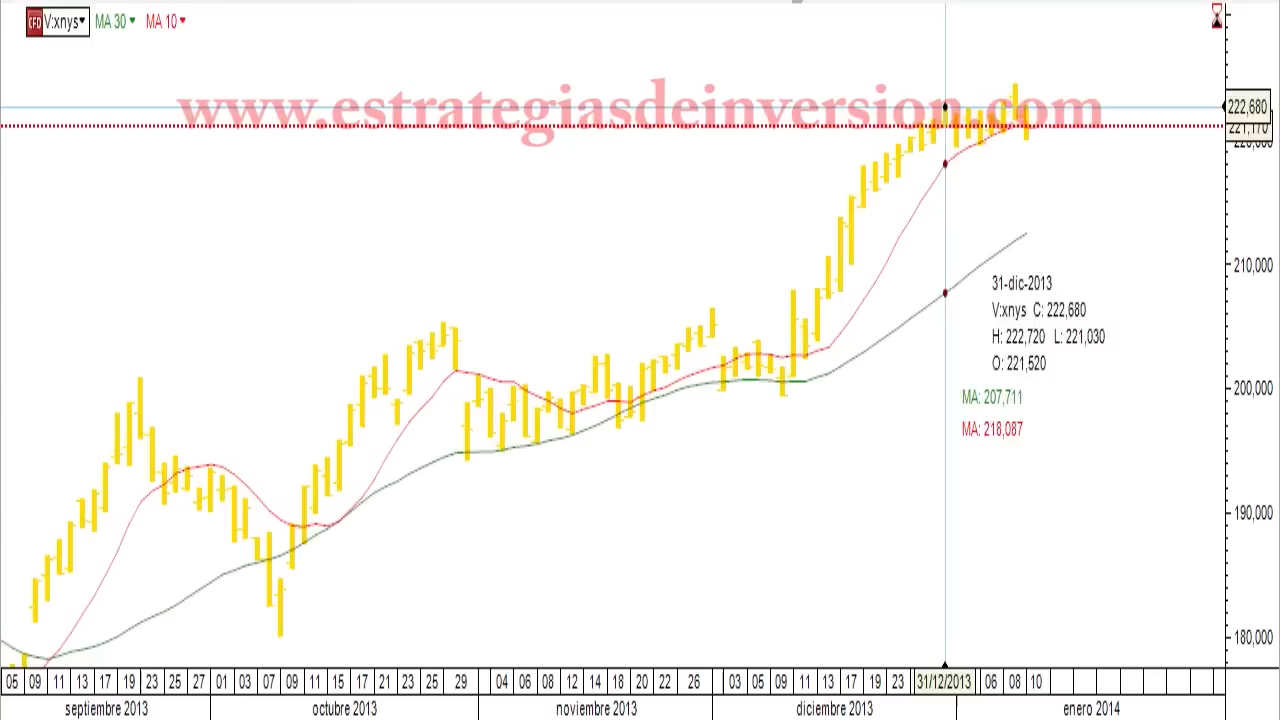 CFD V:xnys MA 30 MA 10
www.estrategiasdeinversion.com
222,680
221,170
220,000
210,000
31-dic-2013
V:xnys C: 222,680
H: 222,720 L: 221,030
O: 221,520
200,000
MA: 207,711
MA: 218,087
190,000
180,000
05 09 11 13 17 19 23 25 27 01 03 07 09 11 15 17 21 23 25 29 04 06 08 12 14 18 20 22 26 03 05 09 11 13 17 19 23 31/12/2013 06 08 10
septiembre 2013 octubre 2013 noviembre 2013 diciembre 2013 enero 2014